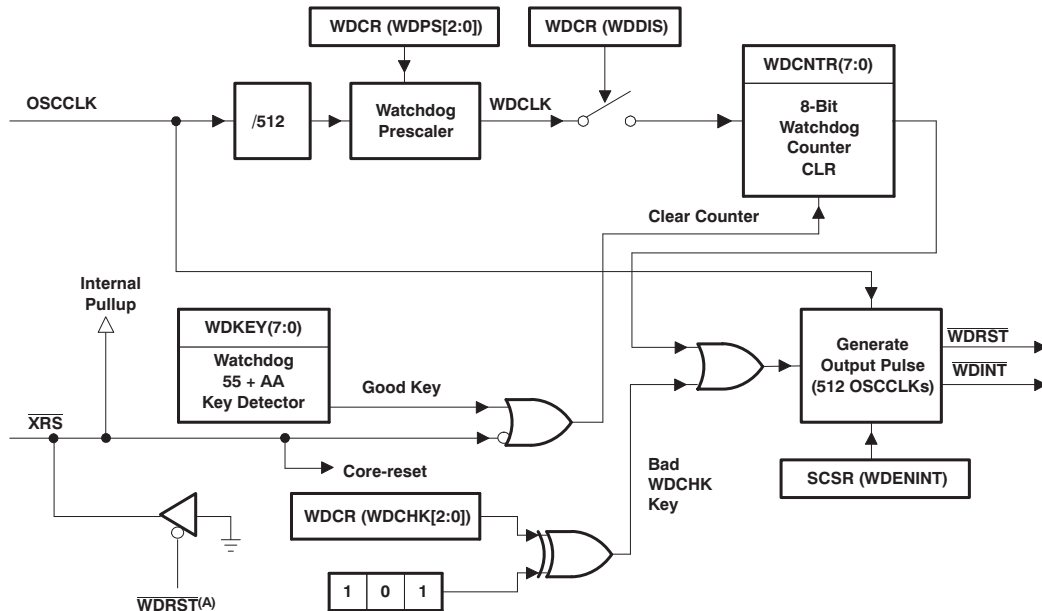 WDCR (WDPS[2:0])
WDCR (WDDIS)
WDCNTR(7:0)
OSCCLK
/512
Watchdog
Prescaler
WDCLK
8-Bit
Watchdog
Counter
CLR
Clear Counter
Internal
Pullup
WDKEY(7:0)
Watchdog
55 + AA
Key Detector
Good Key
Generate
Output Pulse
(512 OSCCLKs)
WDRST
WDINT
XRS
Core-reset
Bad
WDCHK
Key
SCSR (WDENINT)
WDCR (WDCHK[2:0])
1 0 1
WDRST(A)